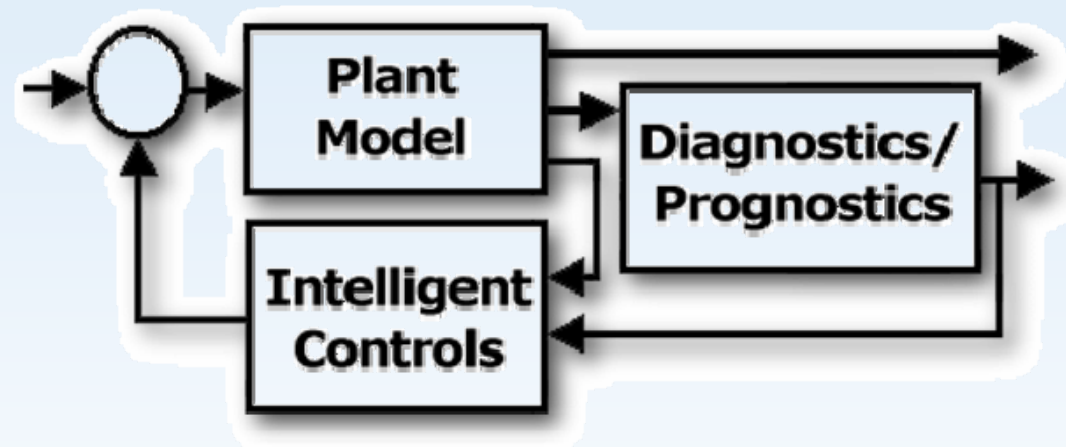 Plant
Model
Diagnostics/
Prognostics
Intelligent
Controls